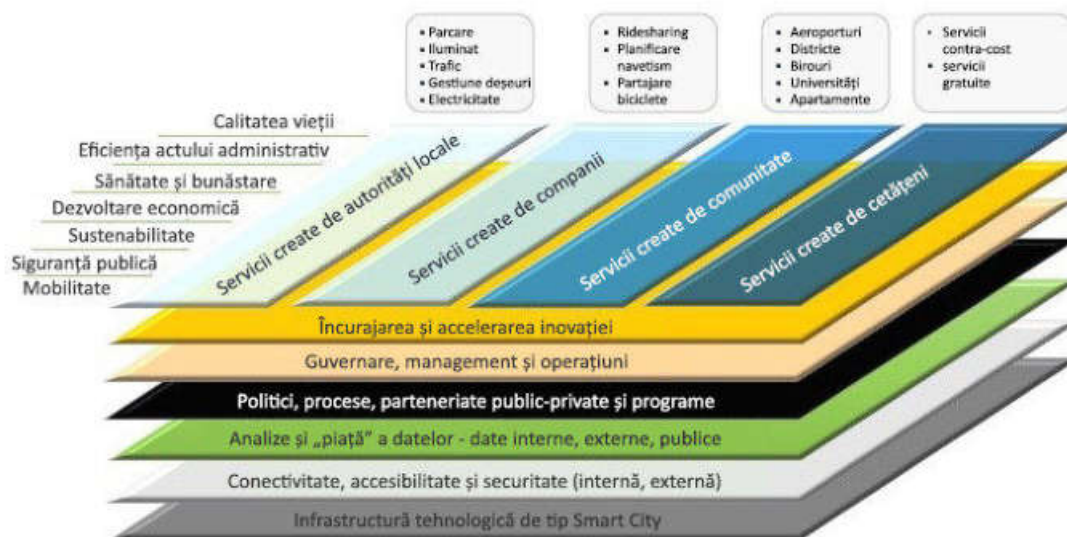 Parcare
Iluminat
Trafic
Gestiune deșeuri
Electricitate
Ridesharing
Planificare
navetism
Partajare
biciclete
Aeroporturi
Districte
Birouri
Universități
Apartamente
Servicii
contra-cost
servicii
gratuite
Calitatea vieții
Eficiența actului administrativ
Sănătate și bunăstare
Dezvoltare economică
Sustenabilitate
Siguranță publică
Mobilitate
Servicii create de autorități locale
Servicii create de companii
Servicii create de comunitate
Servicii create de cetățeni
Încurajarea și accelerarea inovației
Guvernare, management și operațiuni
Politici, procese, parteneriate public-private și programe
Analize și „piață” a datelor - date interne, externe, publice
Conectivitate, accesibilitate și securitate (internă, externă)
Infrastructură tehnologică de tip Smart City